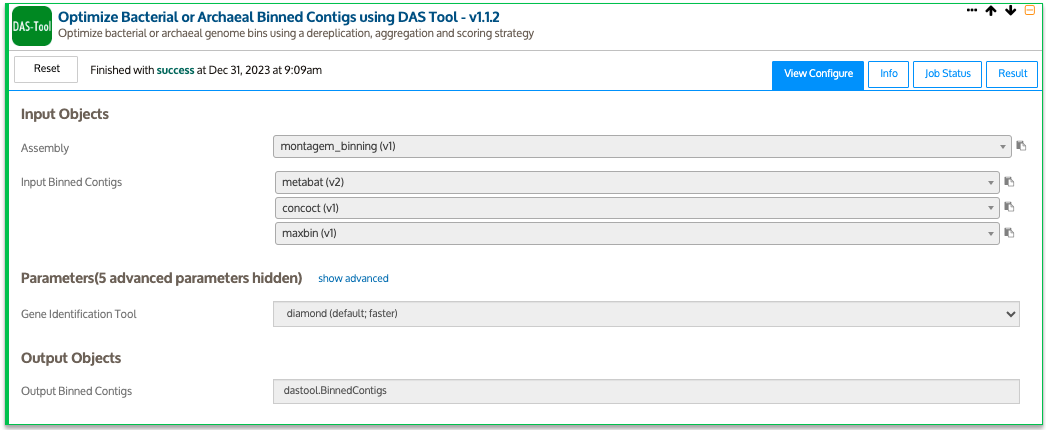 DAS-Tool
Optimize Bacterial or Archaeal Binned Contigs using DAS Tool - v1.1.2
Optimize bacterial or archaeal genome bins using a dereplication, aggregation and scoring strategy
Reset
Finished with success at Dec 31, 2023 at 9:09am
View Configure
Info
Job Status
Result
Input Objects
Assembly
montagem_binning (v1)
Input Binned Contigs
metabat (v2)
concoct (v1)
maxbin (v1)
Parameters(5 advanced parameters hidden) show advanced
Gene Identification Tool
diamond (default; faster)
Output Objects
Output Binned Contigs
dastool.BinnedContigs